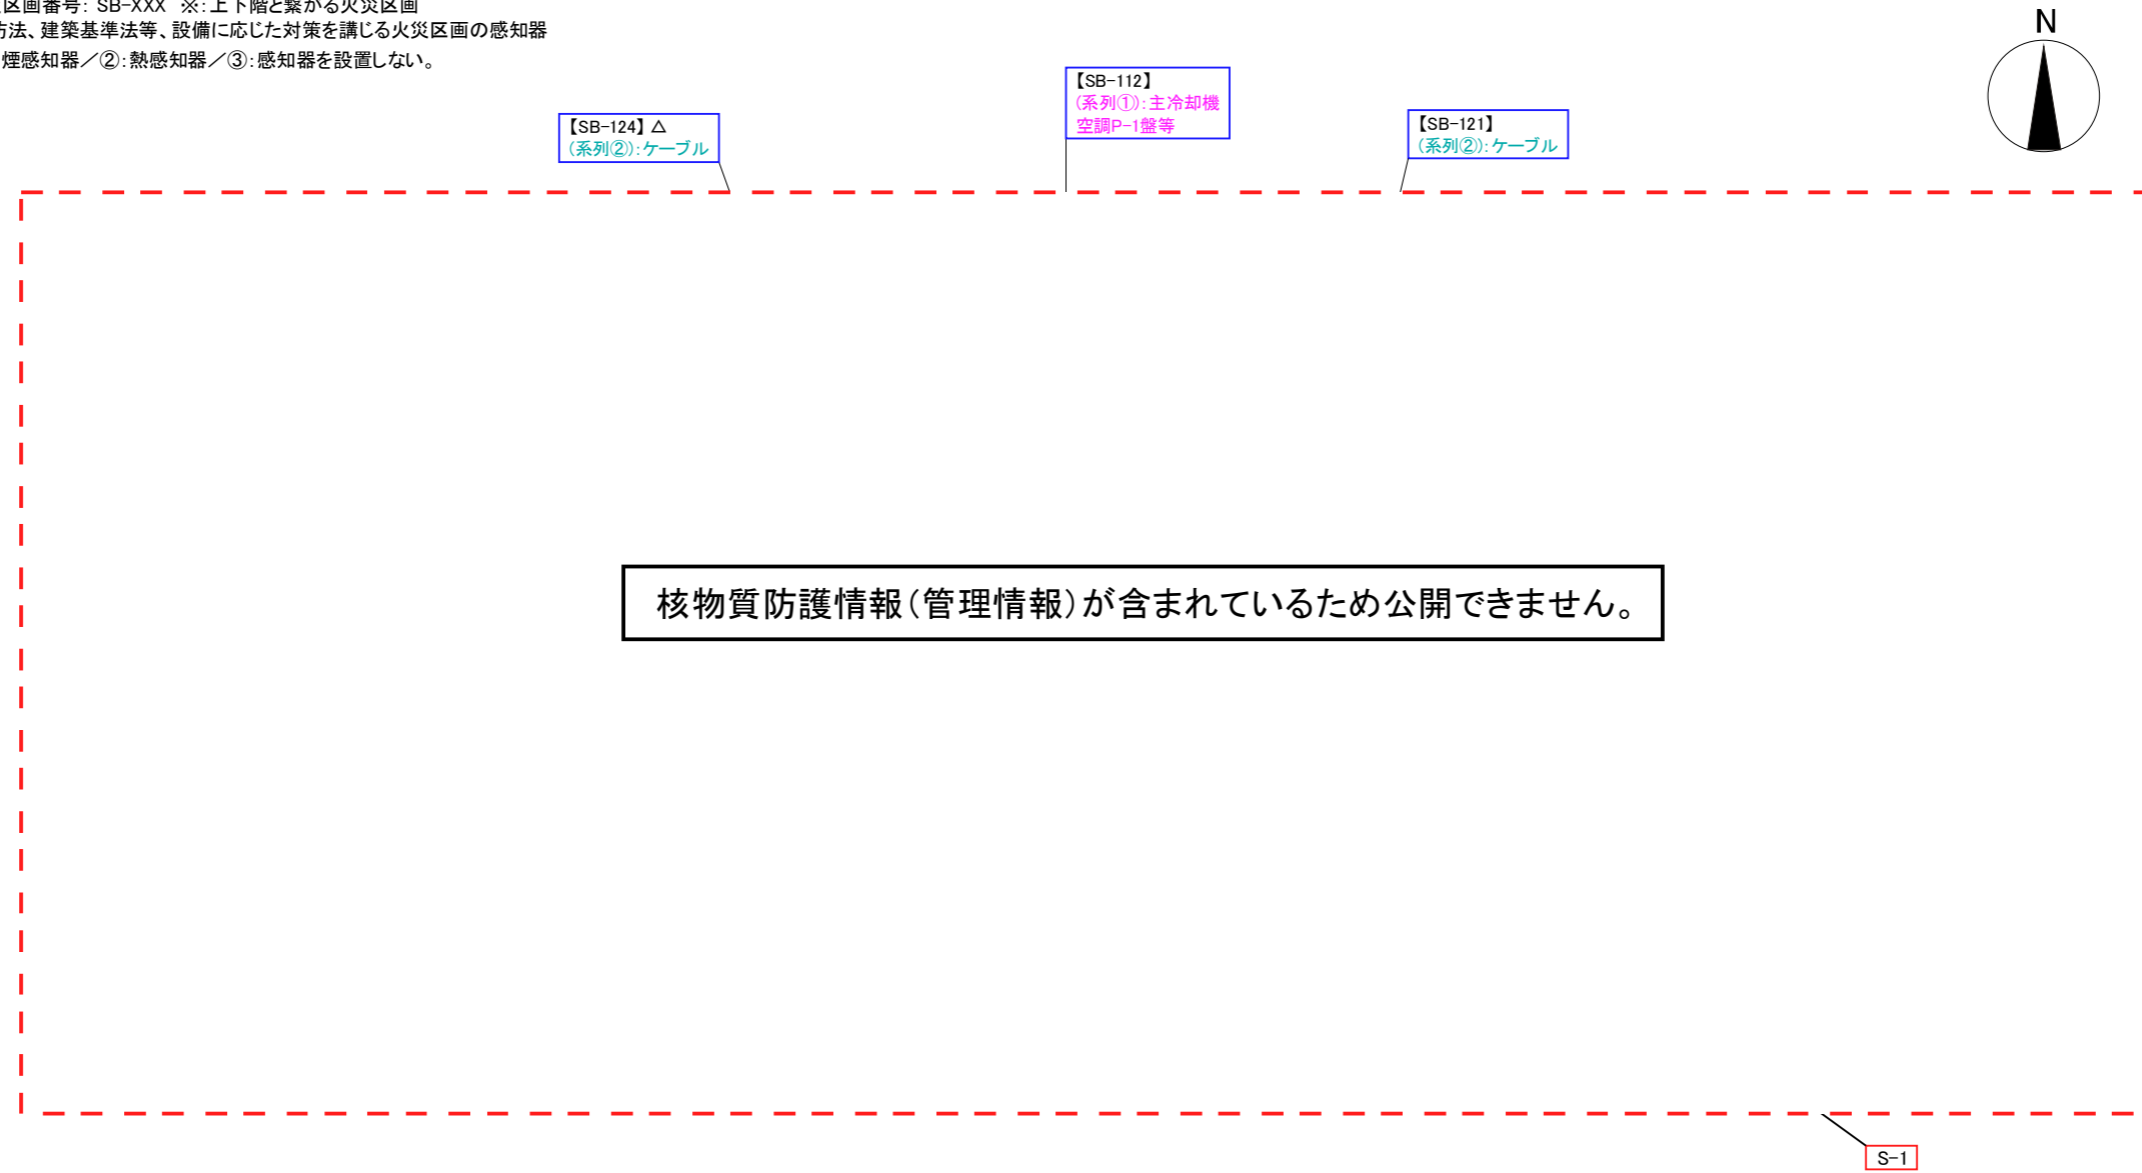 区画番号: SB-XXX ※:上下階と繋がる火災区画
防法、建築基準法等、設備に応じた対策を講じる火災区画の感知器
煙感知器/②:熱感知器/③:感知器を設置しない。
N
【SB-112】
(系列①):主冷却機
空調P-1盤等
【SB-124】△
(系列②):ケーブル
【SB-121】
(系列②):ケーブル
核物質防護情報(管理情報)が含まれているため公開できません。
S-1